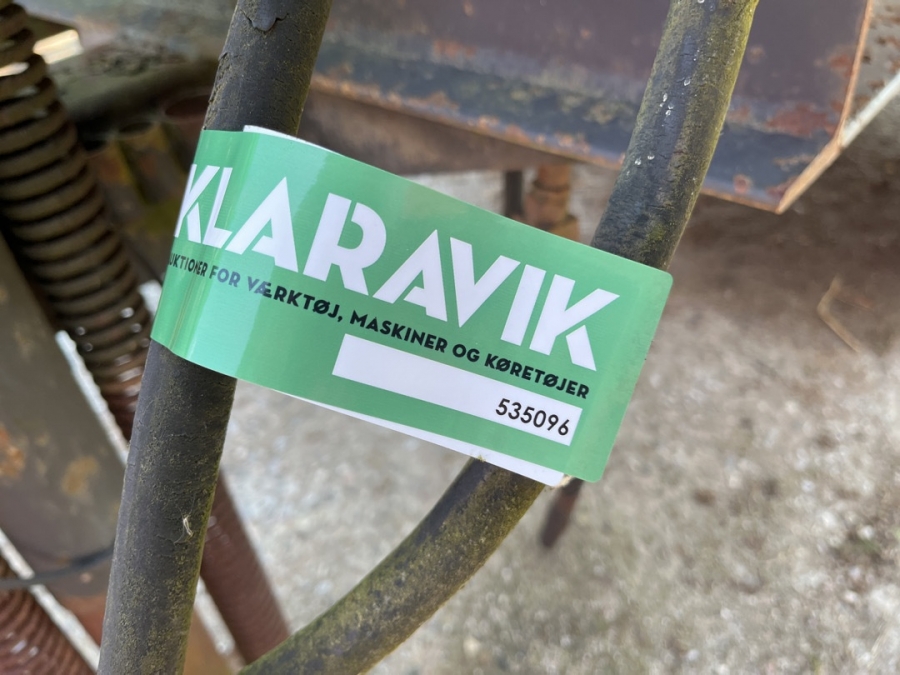 KLARAVIK
FOR VÆRKTØJ, MASKINER OG KØRETØJER
535096